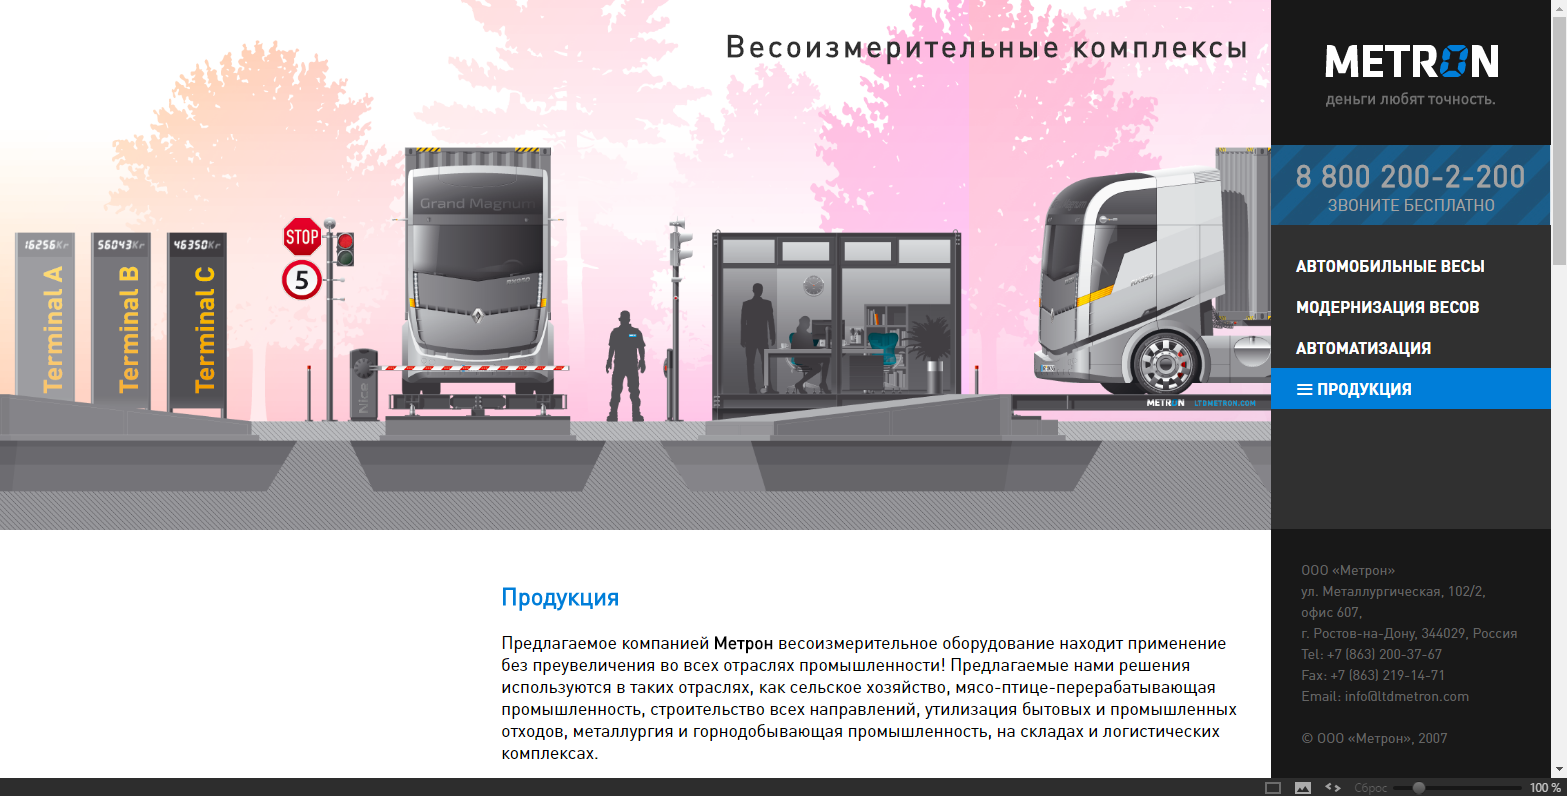 Весоизмерительные комплексы
METRON
деньги любят точность.
8 800 200-2-200
ЗВОНИТЕ БЕСПЛАТНО
АВТОМОБИЛЬНЫЕ ВЕСЫ
МОДЕРНИЗАЦИЯ ВЕСОВ
АВТОМАТИЗАЦИЯ
ПРОДУКЦИЯ
16256Kг
56043Kг
46350Kг
Terminal A
Terminal B
Terminal C
STOP
5
Nice
Grand Magnum
METRON LTDMETRON.COM
Продукция
Предлагаемое компанией Метрон весоизмерительное оборудование находит применение
без преувеличения во всех отраслях промышленности! Предлагаемые нами решения
используются в таких отраслях, как сельское хозяйство, мясо-птице-перерабатывающая
промышленность, строительство всех направлений, утилизация бытовых и промышленных
отходов, металлургия и горнодобывающая промышленность, на складах и логистических
комплексах.
ООО «Метрон»
ул. Металлургическая, 102/2,
офис 607,
г. Ростов-на-Дону, 344029, Россия
Tel: +7 (863) 200-37-67
Fax: +7 (863) 219-14-71
Email: info@ltdmetron.com
© ООО «Метрон», 2007
Сброс
100 %